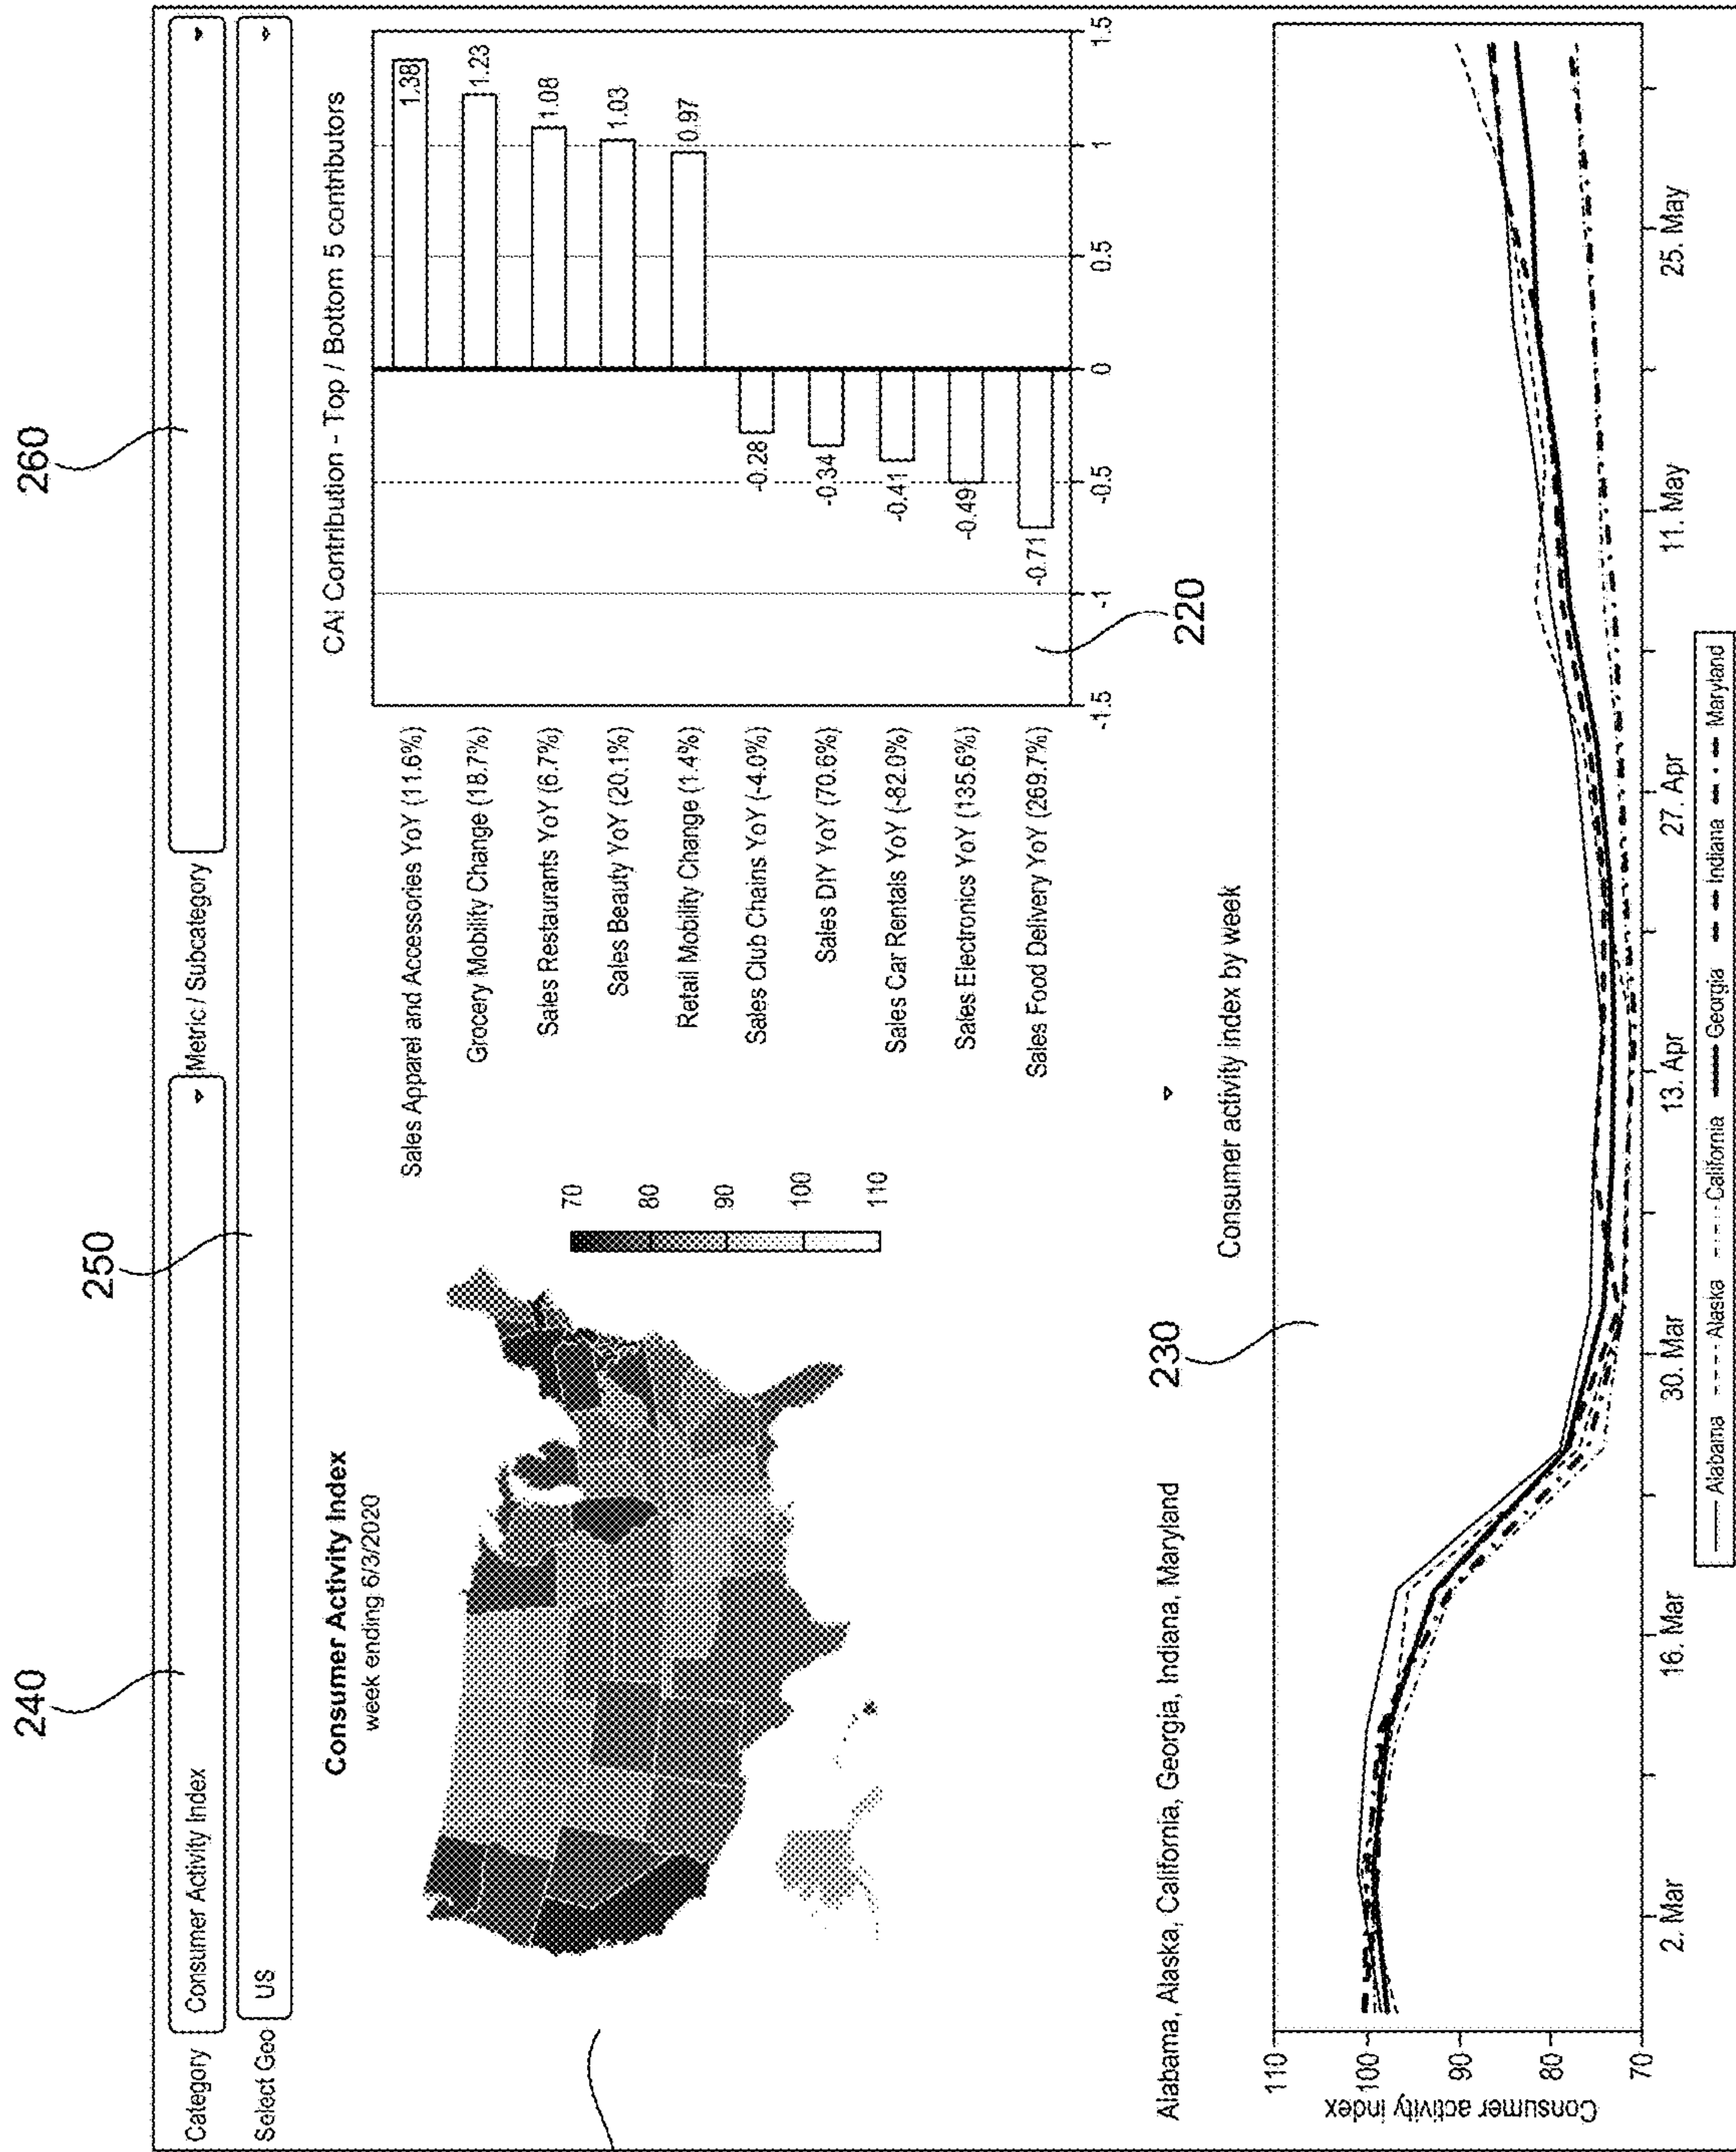 240
250
260
Category Consumer Activity Index
Metric / Subcategory
Select Geo US
Consumer Activity Index
week ending 6/3/2020
70
80
90
100
110
CAI Contribution - Top / Bottom 5 contributors
Sales Apparel and Accessories YoY (11.6%) 1.38
Grocery Mobility Change (18.7%) 1.23
Sales Restaurants YoY (6.7%) 1.08
Sales Beauty YoY (20.1%) 1.03
Retail Mobility Change (11.4%) 0.97
Sales Club Chains YoY (-4.0%) -0.28
Sales DIY YoY (70.6%) -0.34
Sales Car Rentals YoY (-82.0%) -0.41
Sales Electronics YoY (135.6%) -0.49
Sales Food Delivery YoY (269.7%) -0.71
-1.5 -1 -0.5 0 0.5 1 1.5
220
230
Alabama, Alaska, California, Georgia, Indiana, Maryland
Consumer activity index by week
Consumer activity index
110
100
90
80
70
2. Mar 16. Mar 30. Mar 13. Apr 27. Apr 11. May 25. May
Alabama Alaska California Georgia Indiana Maryland